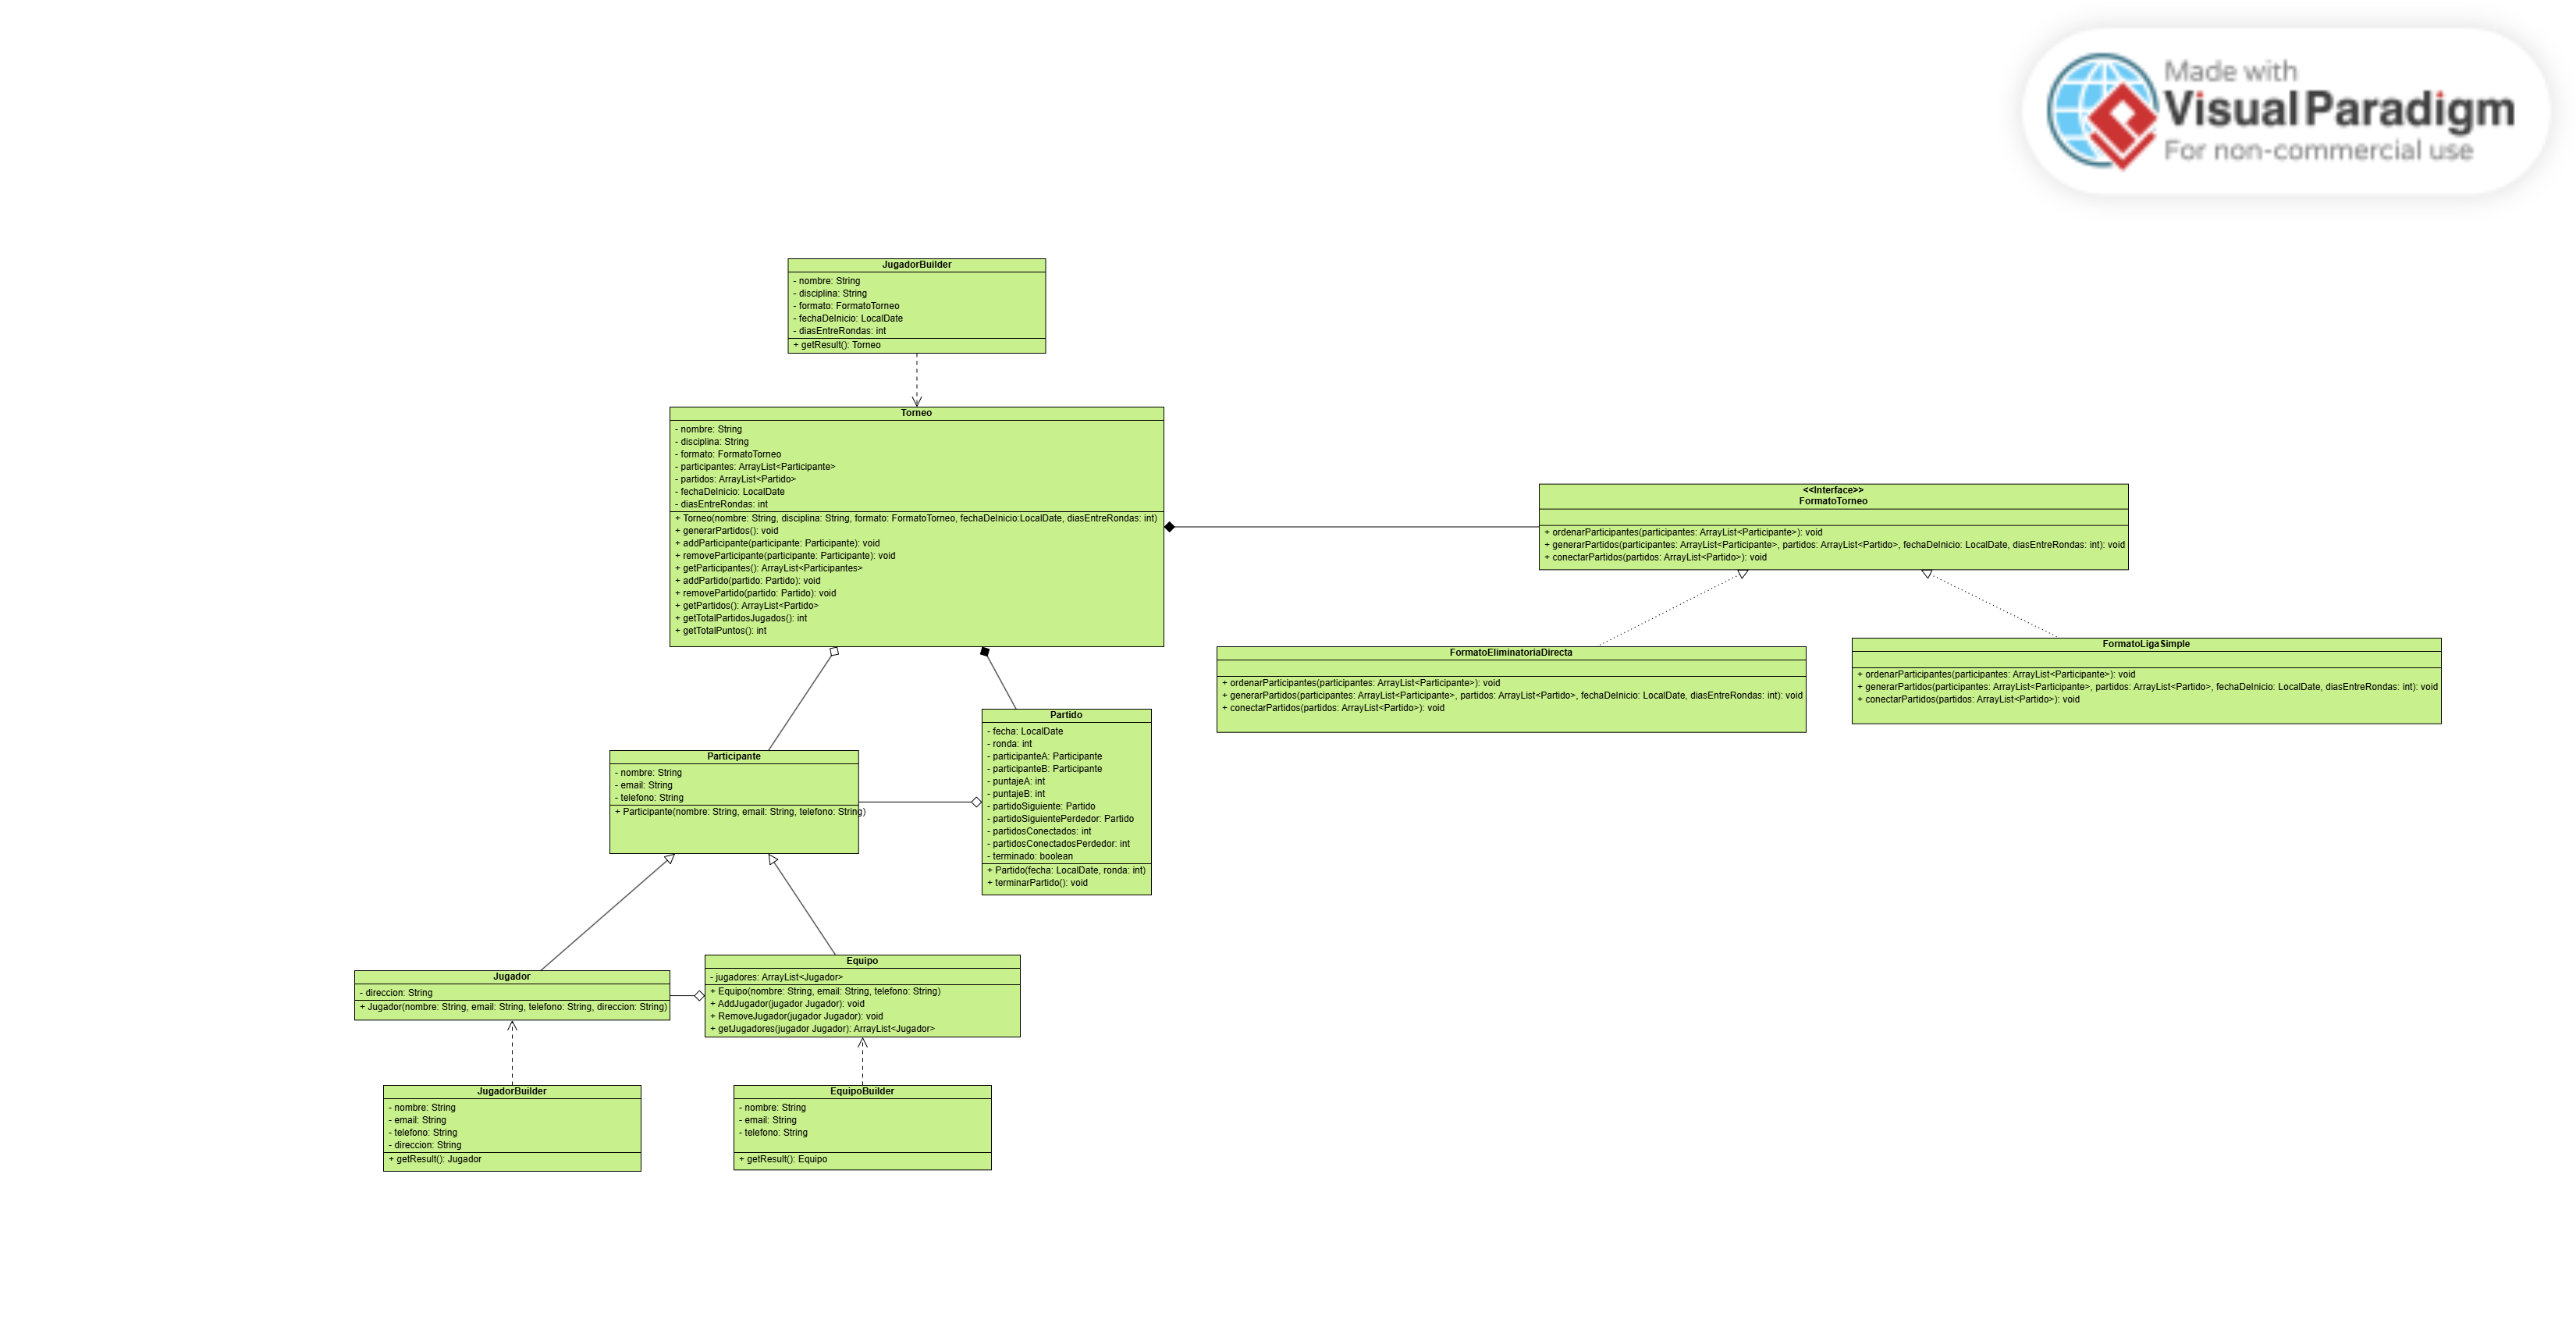 Made with
Visual Paradigm
For non-commercial use
JugadorBuilder
- nombre: String
- disciplina: String
- formato: FormatoTorneo
- fechaDeInicio: LocalDate
- diasEntreRondas: int
+ getResult(): Torneo
Torneo
- nombre: String
- disciplina: String
- formato: FormatoTorneo
- participantes: ArrayList<Participante>
- partidos: ArrayList<Partido>
- fechaDeInicio: LocalDate
- diasEntreRondas: int
+ Torneo(nombre: String, disciplina: String, formato: FormatoTorneo, fechaDeInicio:LocalDate, diasEntreRondas: int)
+ generarPartidos(): void
+ addParticipante(participante: Participante): void
+ removeParticipante(participante: Participante): void
+ getParticipantes(): ArrayList<Participantes>
+ addPartido(partido: Partido): void
+ removePartido(partido: Partido): void
+ getPartidos(): ArrayList<Partido>
+ getTotalPartidosJugados(): int
+ getTotalPuntos(): int
<<Interface>>
FormatoTorneo
+ ordenarParticipantes(participantes: ArrayList<Participante>): void
+ generarPartidos(participantes: ArrayList<Participante>, partidos: ArrayList<Partido>, fechaDeInicio: LocalDate, diasEntreRondas: int): void
+ conectarPartidos(partidos: ArrayList<Partido>): void
FormatoEliminatoriaDirecta
+ ordenarParticipantes(participantes: ArrayList<Participante>): void
+ generarPartidos(participantes: ArrayList<Participante>, partidos: ArrayList<Partido>, fechaDeInicio: LocalDate, diasEntreRondas: int): void
+ conectarPartidos(partidos: ArrayList<Partido>): void
FormatoLigaSimple
+ ordenarParticipantes(participantes: ArrayList<Participante>): void
+ generarPartidos(participantes: ArrayList<Participante>, partidos: ArrayList<Partido>, fechaDeInicio: LocalDate, diasEntreRondas: int): void
+ conectarPartidos(partidos: ArrayList<Partido>): void
Participante
- nombre: String
- email: String
- telefono: String
+ Participante(nombre: String, email: String, telefono: String)
Partido
- fecha: LocalDate
- ronda: int
- participanteA: Participante
- participanteB: Participante
- puntajeA: int
- puntajeB: int
- partidoSiguiente: Partido
- partidoSiguientePerdedor: Partido
- partidosConectados: int
- partidosConectadosPerdedor: int
- terminado: boolean
+ Partido(fecha: LocalDate, ronda: int)
+ terminarPartido(): void
Jugador
- direccion: String
+ Jugador(nombre: String, email: String, telefono: String, direccion: String)
Equipo
- jugadores: ArrayList<Jugador>
+ Equipo(nombre: String, email: String, telefono: String)
+ AddJugador(jugador Jugador): void
+ RemoveJugador(jugador Jugador): void
+ getJugadores(jugador Jugador): ArrayList<Jugador>
JugadorBuilder
- nombre: String
- email: String
- telefono: String
- direccion: String
+ getResult(): Jugador
EquipoBuilder
- nombre: String
- email: String
- telefono: String
+ getResult(): Equipo